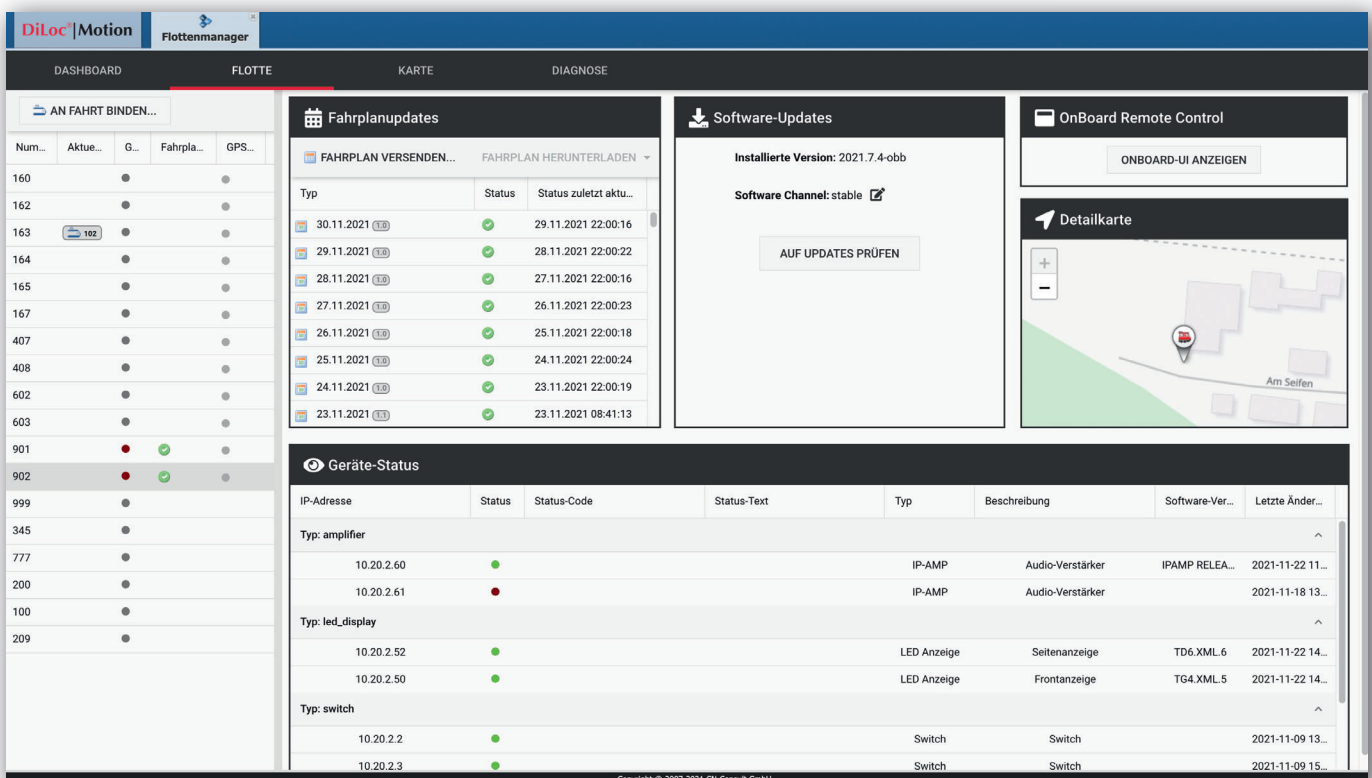 DiLoc®|Motion
Flottenmanager
DASHBOARD FLOTTE KARTE DIAGNOSE
AN FAHRT BINDEN...
Num... Aktue... G... Fahrpla... GPS...
160
162
163 102
164
165
167
407
408
602
603
901
902
999
345
777
200
100
209
Fahrplanupdates
FAHRPLAN VERSENDEN... FAHRPLAN HERUNTERLADEN
Typ Status Status zuletzt aktu...
30.11.2021 1.0 29.11.2021 22:00:16
29.11.2021 1.0 28.11.2021 22:00:22
28.11.2021 1.0 27.11.2021 22:00:16
27.11.2021 1.0 26.11.2021 22:00:23
26.11.2021 1.0 25.11.2021 22:00:18
25.11.2021 1.0 24.11.2021 22:00:24
24.11.2021 1.0 23.11.2021 22:00:19
23.11.2021 1.1 23.11.2021 08:41:13
Software-Updates
Installierte Version: 2021.7.4-obb
Software Channel: stable
AUF UPDATES PRÜFEN
OnBoard Remote Control
ONBOARD-UI ANZEIGEN
Detailkarte
+
−
Am Seifen
Geräte-Status
IP-Adresse Status Status-Code Status-Text Typ Beschreibung Software-Ver... Letzte Änder...
Typ: amplifier
10.20.2.60 IP-AMP Audio-Verstärker IPAMP RELEA... 2021-11-22 11...
10.20.2.61 IP-AMP Audio-Verstärker 2021-11-18 13...
Typ: led_display
10.20.2.52 LED Anzeige Seitenanzeige TD6.XML.6 2021-11-22 14...
10.20.2.50 LED Anzeige Frontanzeige TG4.XML.5 2021-11-22 14...
Typ: switch
10.20.2.2 Switch Switch 2021-11-09 13...
10.20.2.3 Switch Switch 2021-11-09 15...
Copyright © 2007-2021 CN-Consult GmbH